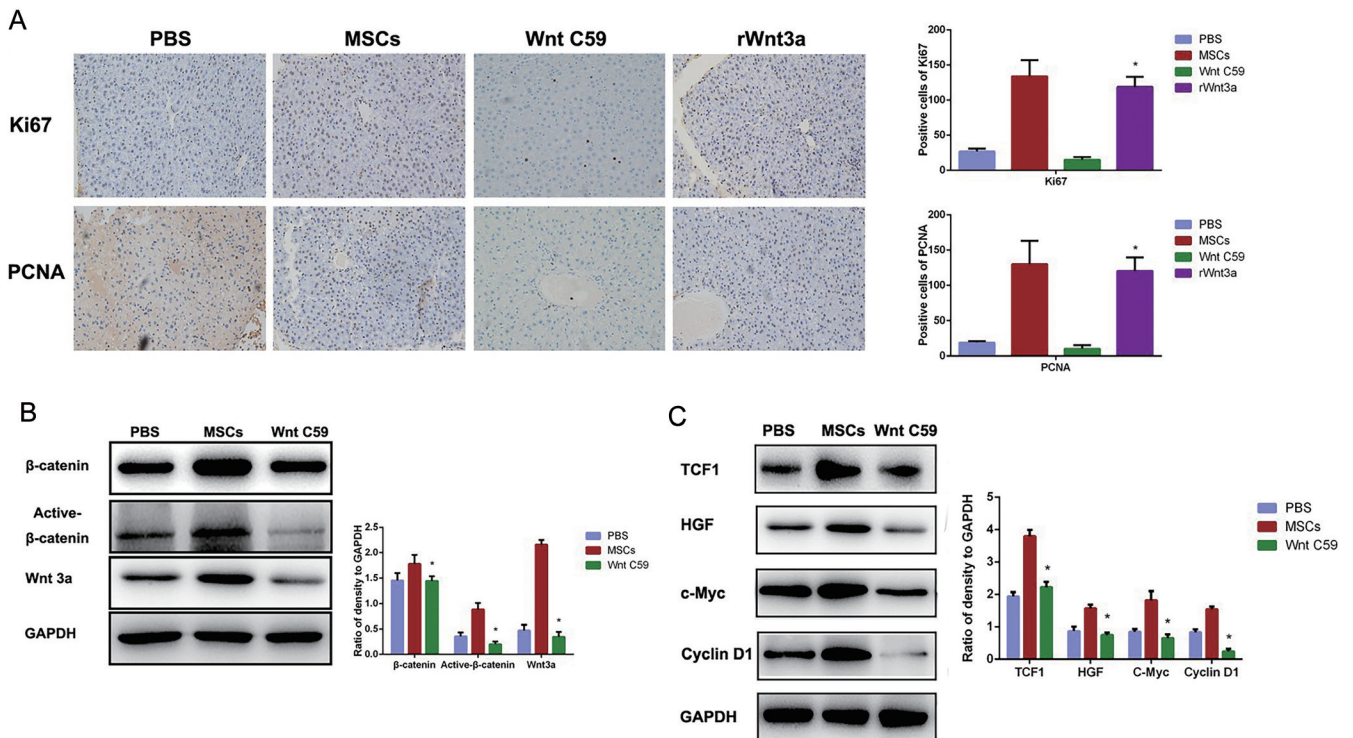 A
PBS MSCs Wnt C59 rWnt3a
Ki67
PCNA
Positive cells of Ki67
200
150
100
50
0
*
Ki67
PBS
MSCs
Wnt C59
rWnt3a
Positive cells of PCNA
200
150
100
50
0
*
PCNA
PBS
MSCs
Wnt C59
rWnt3a
B
PBS MSCs Wnt C59
β-catenin
Active-
β-catenin
Wnt 3a
GAPDH
Ratio of density to GAPDH
2.5
2.0
1.5
1.0
0.5
0.0
* * *
β-catenin Active-β-catenin Wnt3a
PBS
MSCs
Wnt C59
C
PBS MSCs Wnt C59
TCF1
HGF
c-Myc
Cyclin D1
GAPDH
Ratio of density to GAPDH
5
4
3
2
1
0
* * * *
TCF1 HGF C-Myc Cyclin D1
PBS
MSCs
Wnt C59